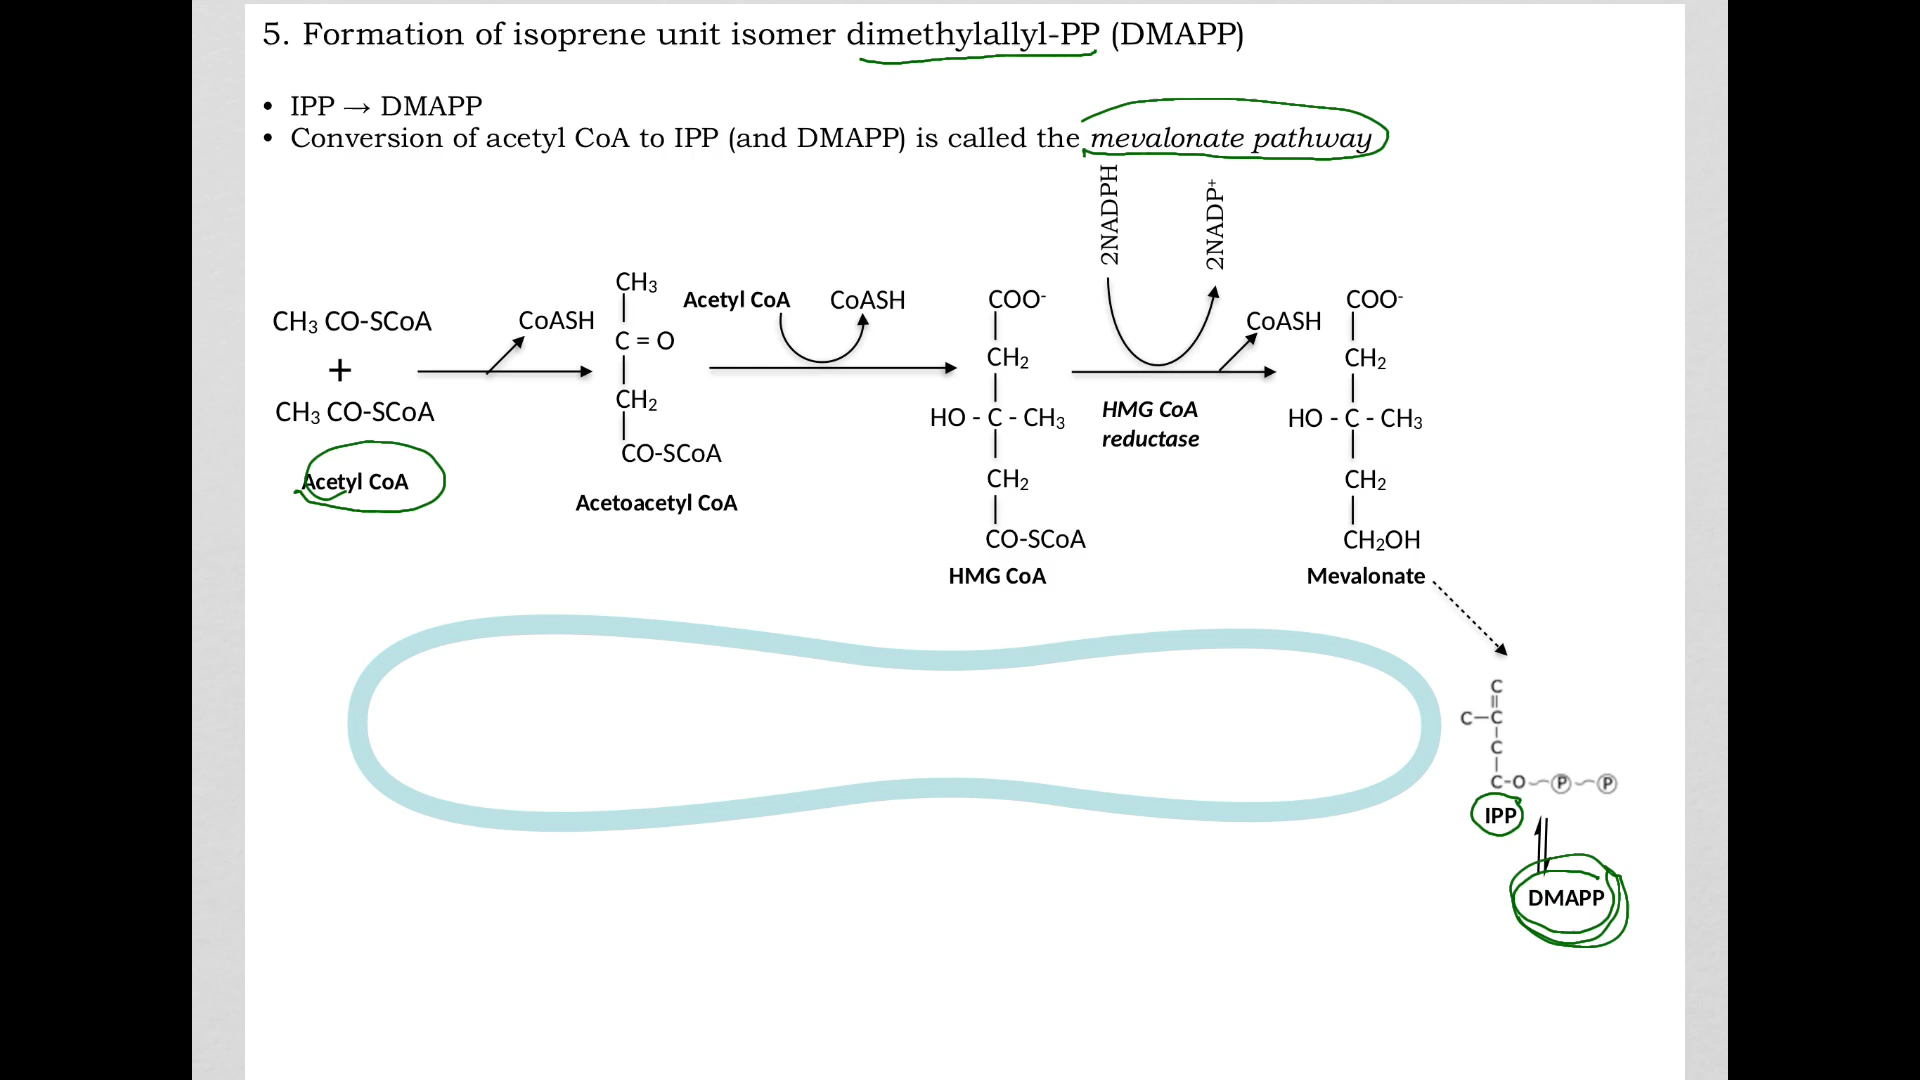 5. Formation of isoprene unit isomer dimethylallyl-PP (DMAPP)
• IPP → DMAPP
• Conversion of acetyl CoA to IPP (and DMAPP) is called the mevalonate pathway
2NADPH
2NADP⁺
CH₃ CO-SCoA
+
CH₃ CO-SCoA
Acetyl CoA
CoASH
CH₃
C = O
CH₂
CO-SCoA
Acetoacetyl CoA
Acetyl CoA
CoASH
COO⁻
CH₂
HO - C - CH₃
CH₂
CO-SCoA
HMG CoA
HMG CoA
reductase
CoASH
COO⁻
CH₂
HO - C - CH₃
CH₂
CH₂OH
Mevalonate
C
C–C
C
C-O~P~P
IPP
DMAPP